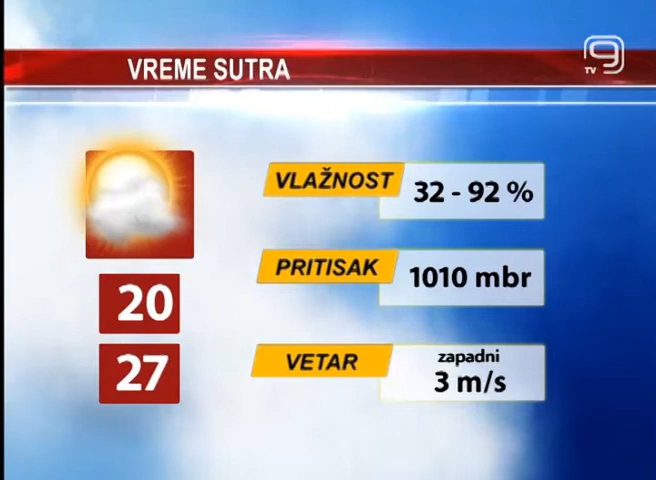 VREME SUTRA
9
TV
VLAŽNOST
32 - 92 %
20
PRITISAK
1010 mbr
27
VETAR
zapadni
3 m/s